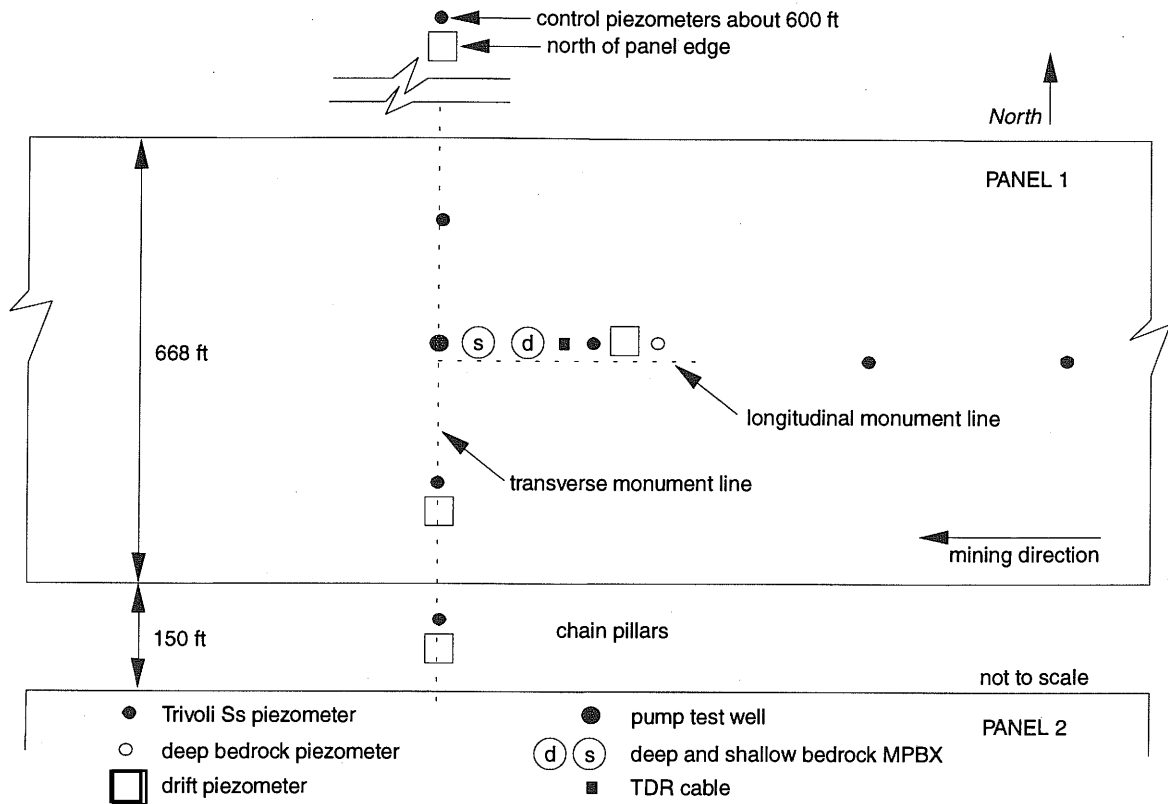 control piezometers about 600 ft
north of panel edge
North
PANEL 1
668 ft
s
d
longitudinal monument line
transverse monument line
mining direction
150 ft
chain pillars
not to scale
PANEL 2
Trivoli Ss piezometer
deep bedrock piezometer
drift piezometer
pump test well
d s deep and shallow bedrock MPBX
TDR cable